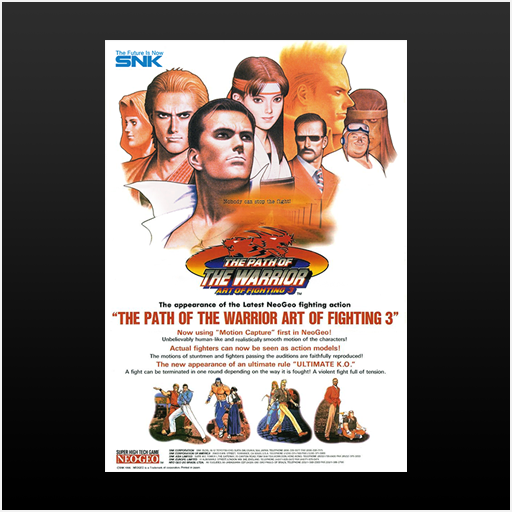 The Future Is Now
SNK
Nobody can stop the fight!
THE PATH OF
THE WARRIOR
ART OF FIGHTING 3 TM
The appearance of the Latest NeoGeo fighting action
"THE PATH OF THE WARRIOR ART OF FIGHTING 3"
Now using "Motion Capture" first in NeoGeo!
Unbelievably human-like and realistically smooth motion of the characters!
Actual fighters can now be seen as action models!
The motions of stuntmen and fighters passing the auditions are faithfully reproduced!
The new appearance of an ultimate rule "ULTIMATE K.O."
A fight can be terminated in one round depending on the way it is fought! A violent fight full of tension.
SUPER HIGH TECH GAME
NEO-GEO
SNK CORPORATION